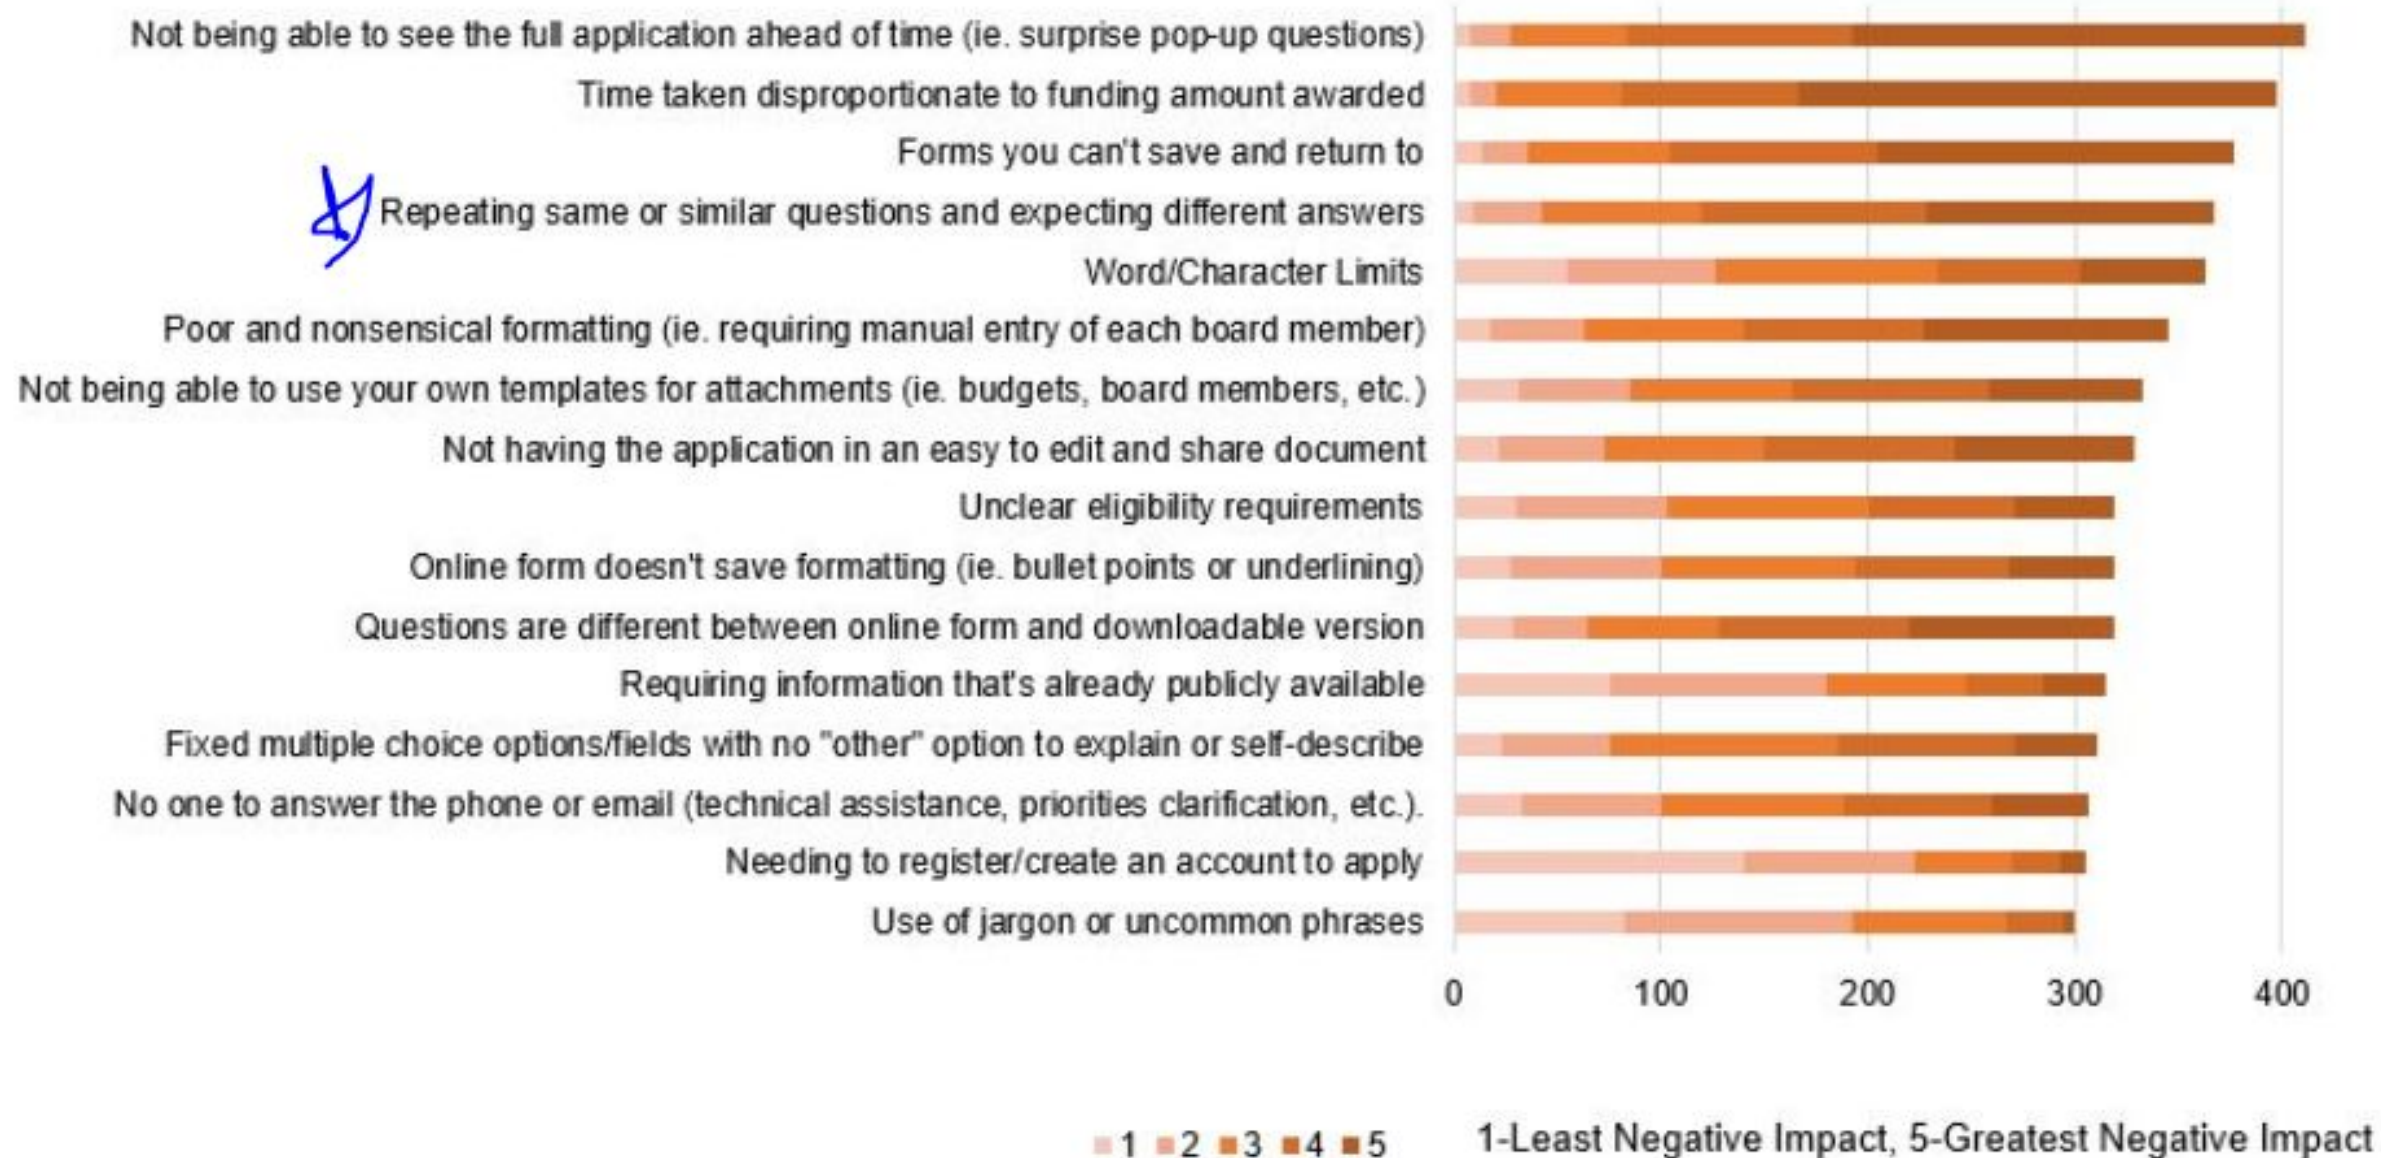 Not being able to see the full application ahead of time (ie. surprise pop-up questions)
Time taken disproportionate to funding amount awarded
Forms you can't save and return to
Repeating same or similar questions and expecting different answers
Word/Character Limits
Poor and nonsensical formatting (ie. requiring manual entry of each board member)
Not being able to use your own templates for attachments (ie. budgets, board members, etc.)
Not having the application in an easy to edit and share document
Unclear eligibility requirements
Online form doesn't save formatting (ie. bullet points or underlining)
Questions are different between online form and downloadable version
Requiring information that's already publicly available
Fixed multiple choice options/fields with no "other" option to explain or self-describe
No one to answer the phone or email (technical assistance, priorities clarification, etc.).
Needing to register/create an account to apply
Use of jargon or uncommon phrases
0 100 200 300 400
1 2 3 4 5 1-Least Negative Impact, 5-Greatest Negative Impact